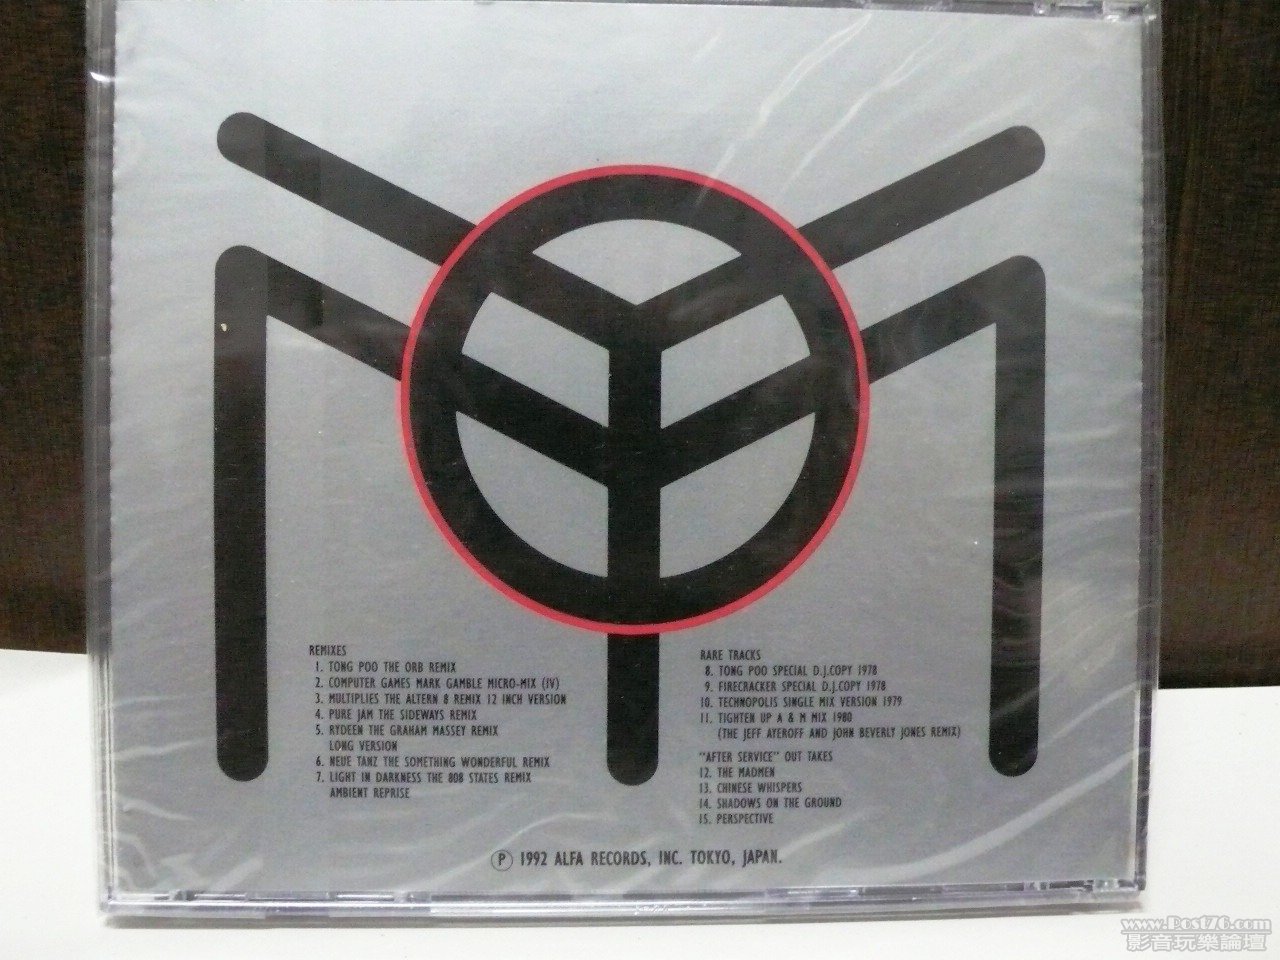 REMIXES
1. TONG POO THE ORB REMIX
2. COMPUTER GAMES MARK GAMBLE MICRO-MIX (IV)
3. MULTIPLIES THE ALTERN 8 REMIX 12 INCH VERSION
4. PURE JAM THE SIDEWAYS REMIX
5. RYDEEN THE GRAHAM MASSEY REMIX
LONG VERSION
6. NEUE TANZ THE SOMETHING WONDERFUL REMIX
7. LIGHT IN DARKNESS THE 808 STATES REMIX
AMBIENT REPRISE
RARE TRACKS
8. TONG POO SPECIAL D.J.COPY 1978
9. FIRECRACKER SPECIAL D.J.COPY 1978
10. TECHNOPOLIS SINGLE MIX VERSION 1979
11. TIGHTEN UP A & M MIX 1980
(THE JEFF AYEROFF AND JOHN BEVERLY JONES REMIX)
"AFTER SERVICE" OUT TAKES
12. THE MADMEN
13. CHINESE WHISPERS
14. SHADOWS ON THE GROUND
15. PERSPECTIVE
Ⓟ 1992 ALFA RECORDS, INC. TOKYO, JAPAN.
www.Post76.com
影音玩樂論壇